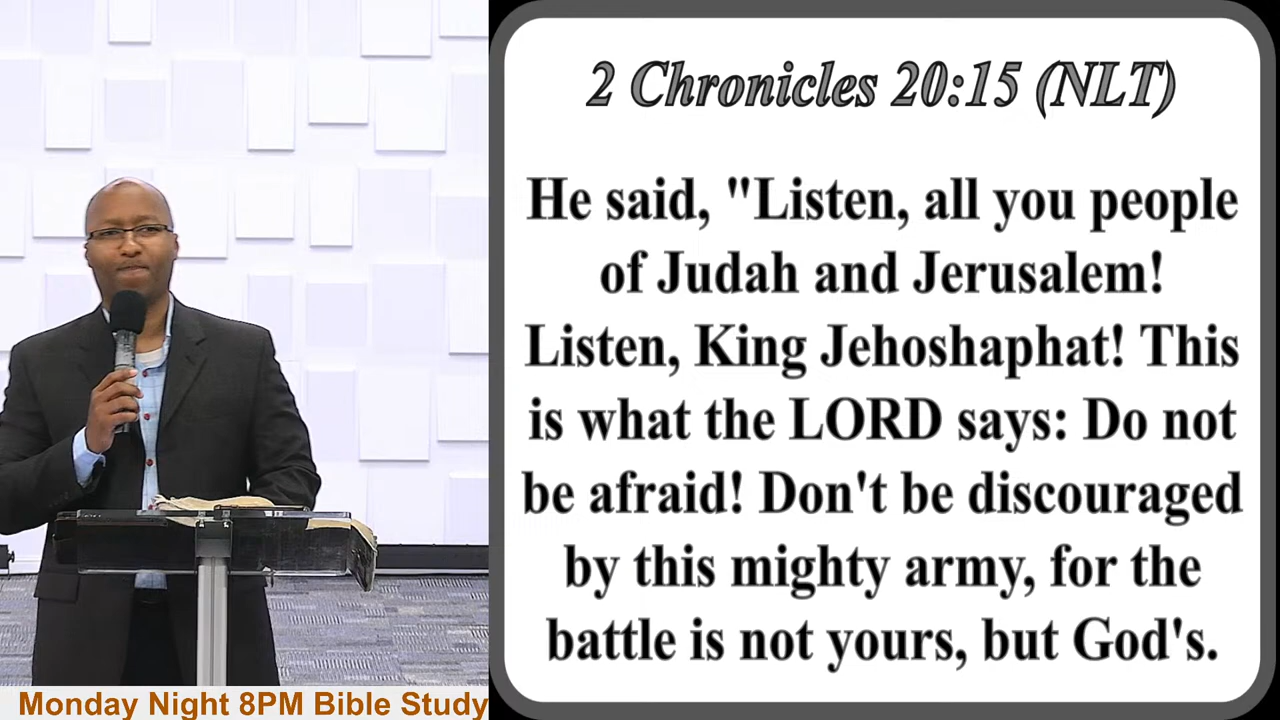 2 Chronicles 20:15 (NLT)
He said, "Listen, all you people
of Judah and Jerusalem!
Listen, King Jehoshaphat! This
is what the LORD says: Do not
be afraid! Don't be discouraged
by this mighty army, for the
battle is not yours, but God's.
Monday Night 8PM Bible Study